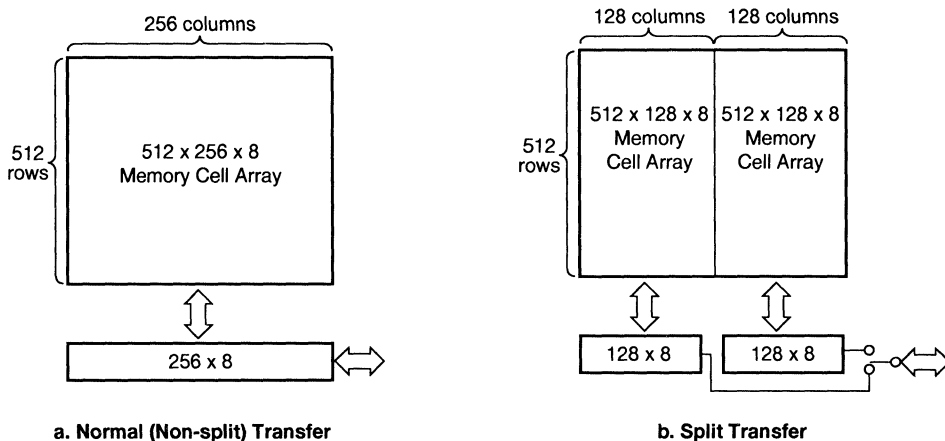 256 columns
512
rows
512 x 256 x 8
Memory Cell Array
256 x 8
a. Normal (Non-split) Transfer
128 columns 128 columns
512
rows
512 x 128 x 8
Memory
Cell Array
512 x 128 x 8
Memory
Cell Array
128 x 8
128 x 8
b. Split Transfer